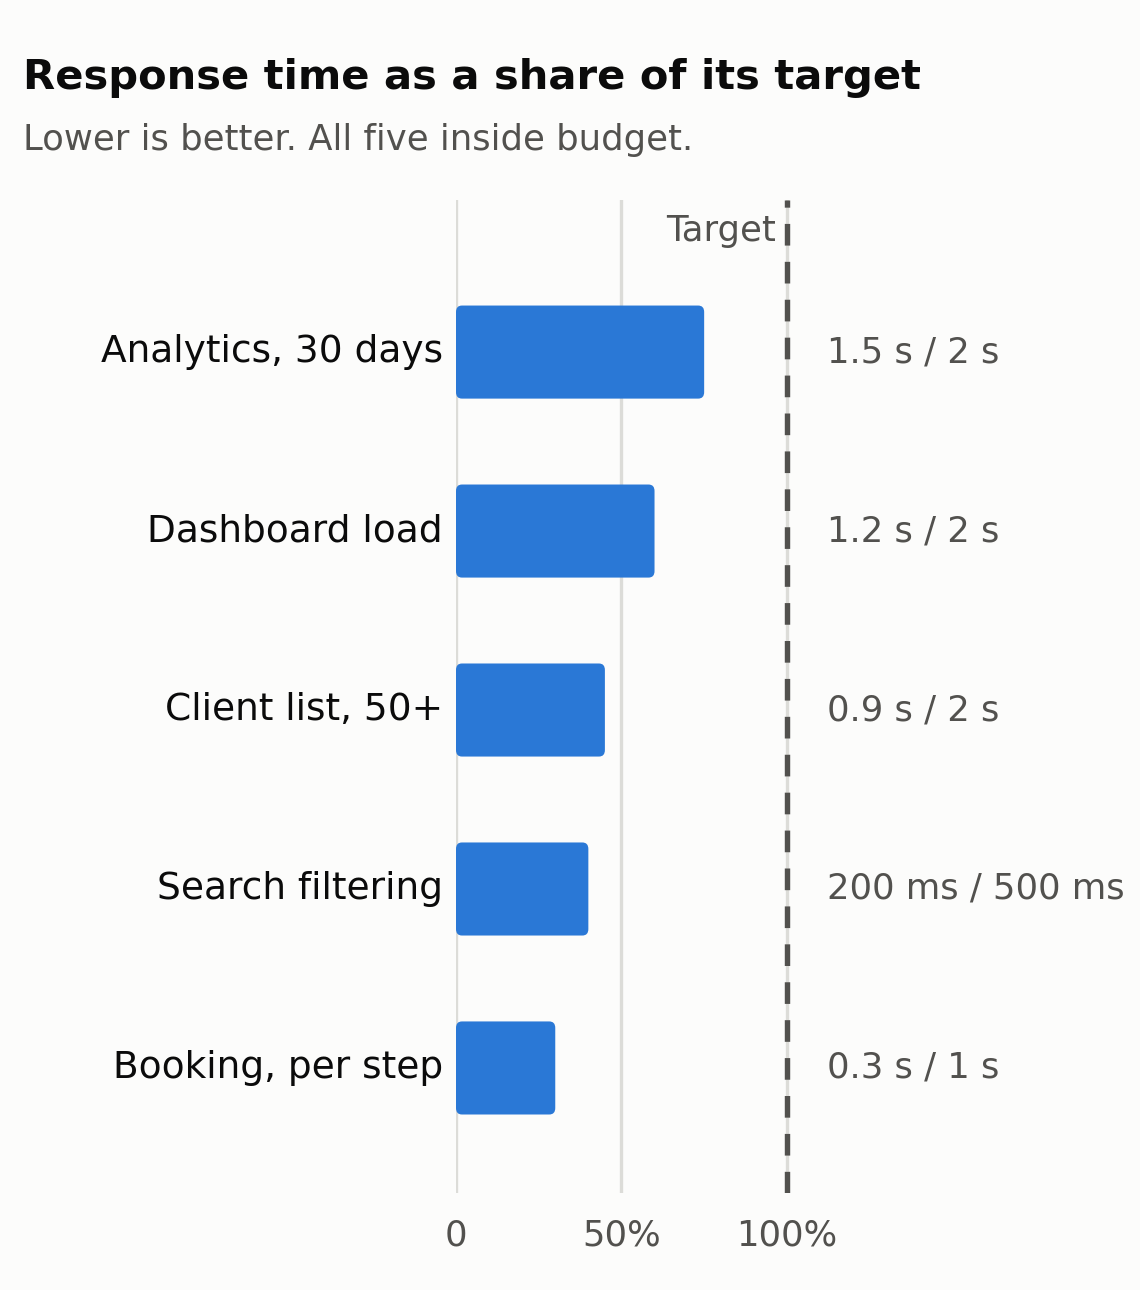 Response time as a share of its target
Lower is better. All five inside budget.
Target
Analytics, 30 days 1.5 s / 2 s
Dashboard load 1.2 s / 2 s
Client list, 50+ 0.9 s / 2 s
Search filtering 200 ms / 500 ms
Booking, per step 0.3 s / 1 s
0 50% 100%